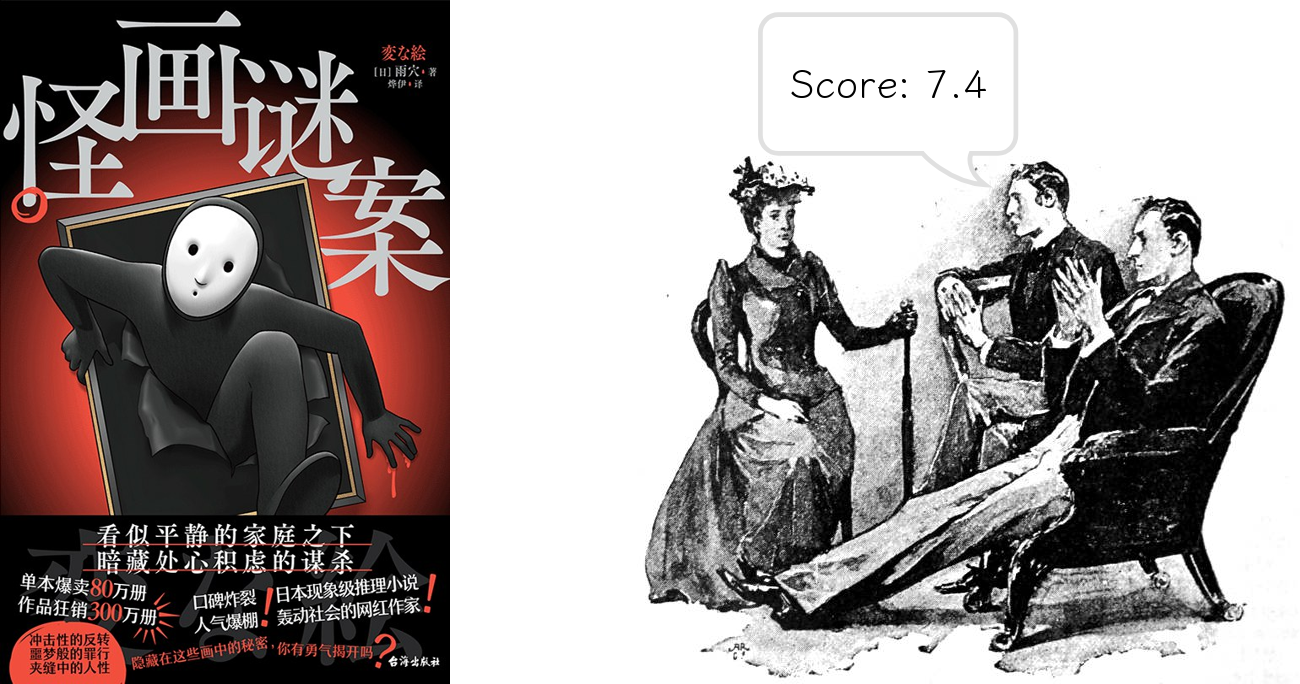 怪画谜案
変な絵
[日]雨穴·著
烨伊·译
看似平静的家庭之下
暗藏处心积虑的谋杀
单本爆卖80万册
作品狂销300万册
口碑炸裂
人气爆棚!
日本现象级推理小说
轰动社会的网红作家!
冲击性的反转
噩梦般的罪行
夹缝中的人性
隐藏在这些画中的秘密,你有勇气揭开吗?
台海出版社
变な絵
Score: 7.4